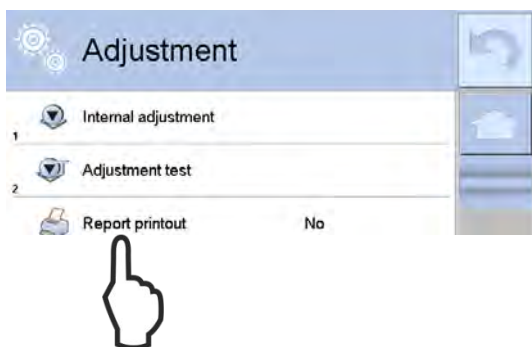 Adjustment
1 Internal adjustment
2 Adjustment test
Report printout No